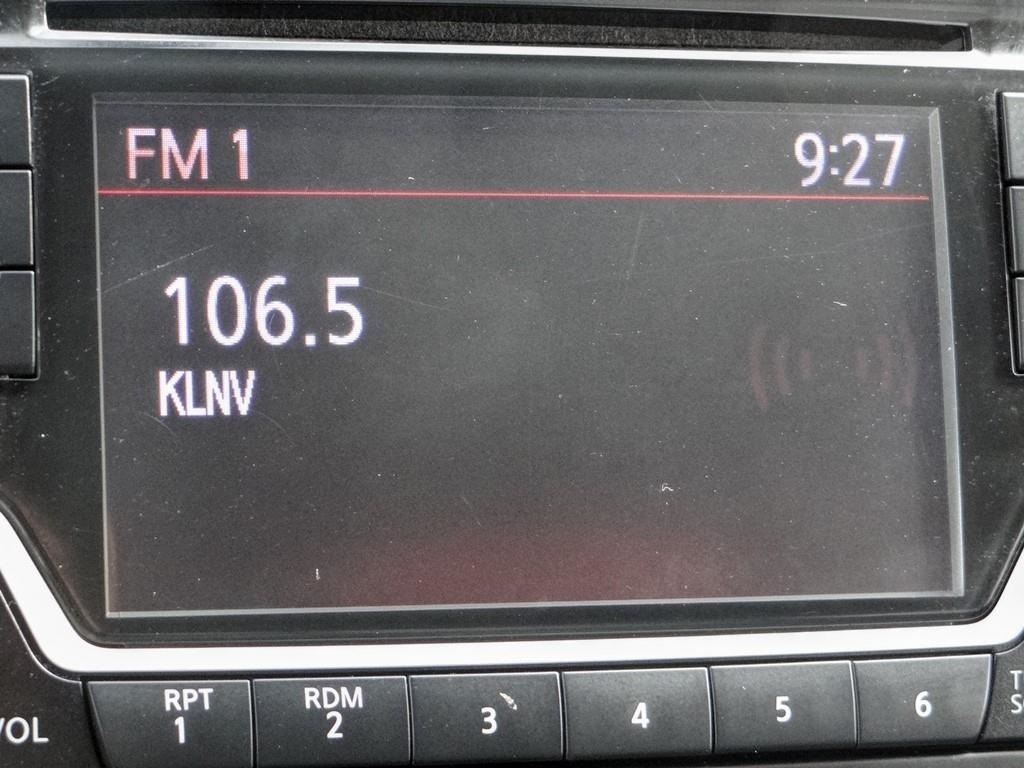 FM 1 9:27
106.5
KLNV
RPT RDM
1 2 3 4 5 6
VOL